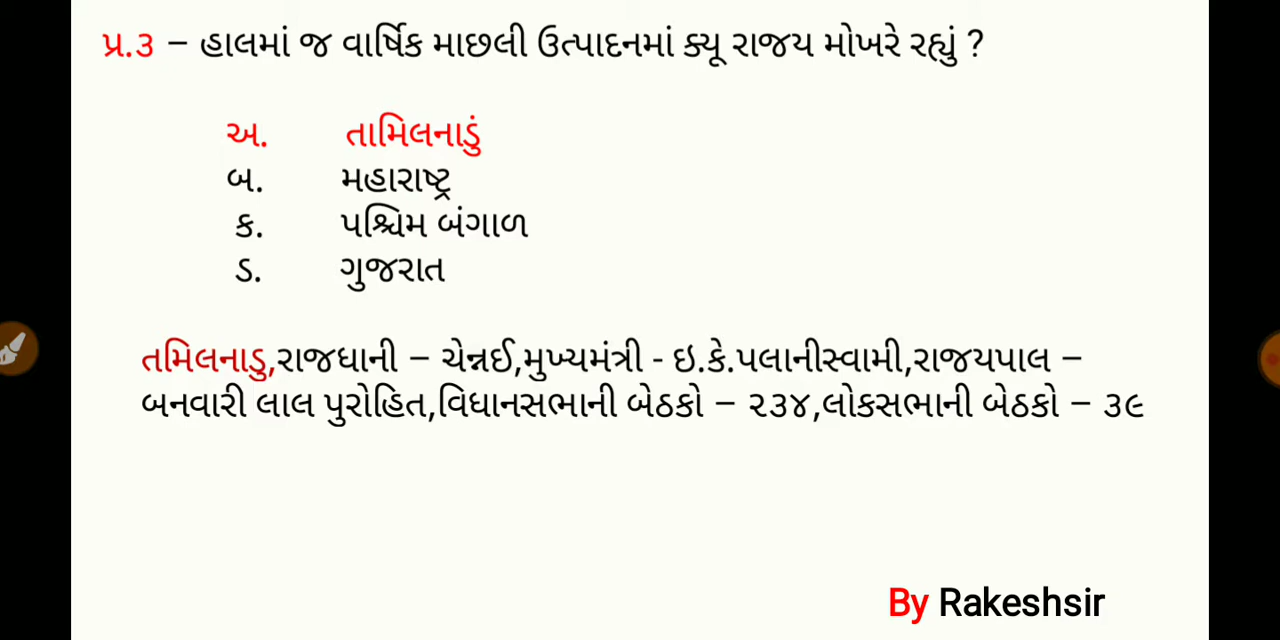 પ્ર.૩ – હાલમાં જ વાર્ષિક માછલી ઉત્પાદનમાં ક્યૂ રાજય મોખરે રહ્યું ?
અ. તામિલનાડું
બ. મહારાષ્ટ્ર
ક. પશ્ચિમ બંગાળ
ડ. ગુજરાત
તમિલનાડુ,રાજધાની – ચેન્નઈ,મુખ્યમંત્રી - ઇ.કે.પલાનીસ્વામી,રાજયપાલ –
બનવારી લાલ પુરોહિત,વિધાનસભાની બેઠકો – ૨૩૪,લોકસભાની બેઠકો – ૩૯
By Rakeshsir